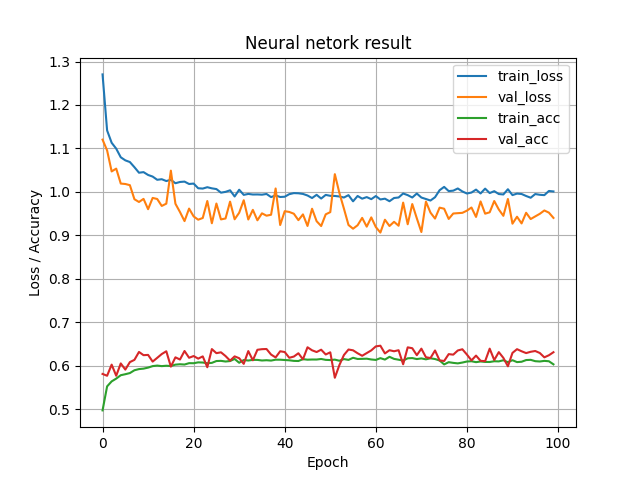 Neural netork result
1.3
1.2
1.1
1.0
0.9
0.8
0.7
0.6
0.5
Loss / Accuracy
train_loss
val_loss
train_acc
val_acc
0 20 40 60 80 100
Epoch